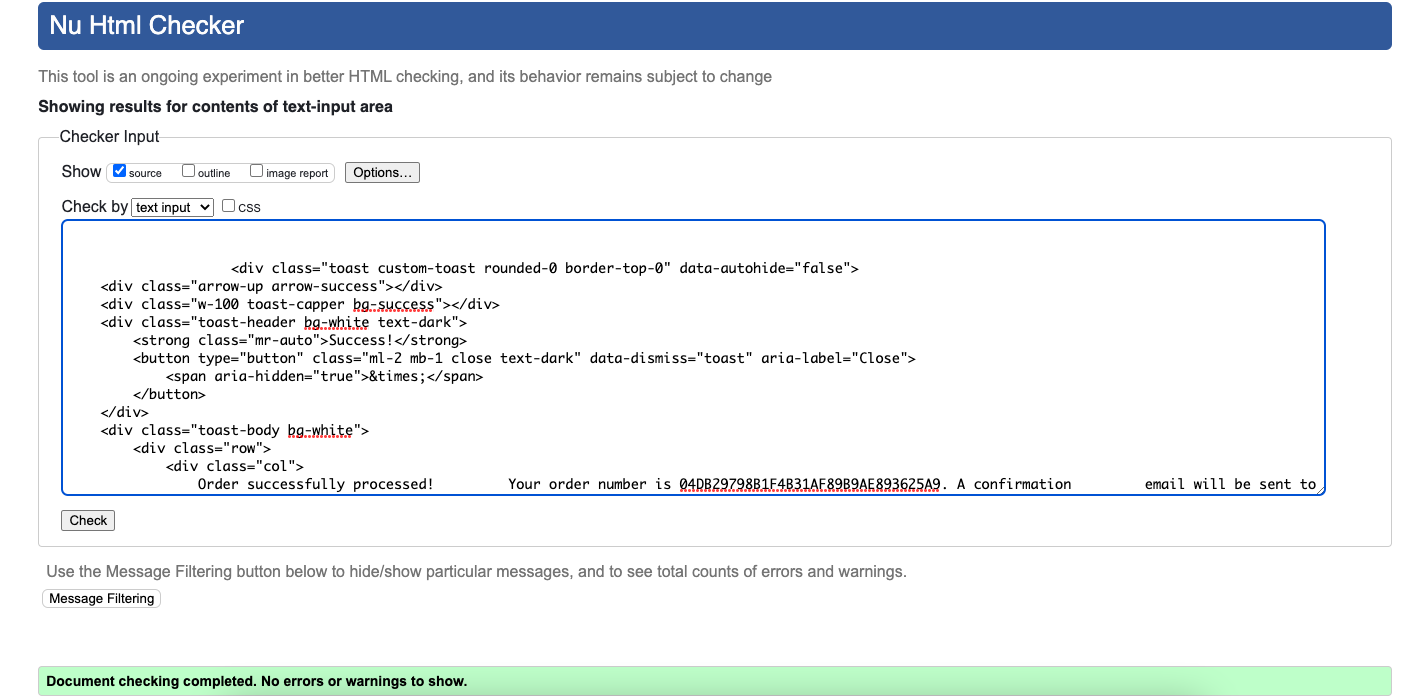 Nu Html Checker
This tool is an ongoing experiment in better HTML checking, and its behavior remains subject to change
Showing results for contents of text-input area
Checker Input
Show source outline image report Options...
Check by text input css
<div class="toast custom-toast rounded-0 border-top-0" data-autohide="false">
<div class="arrow-up arrow-success"></div>
<div class="w-100 toast-capper bg-success"></div>
<div class="toast-header bg-white text-dark">
<strong class="mr-auto">Success!</strong>
<button type="button" class="ml-2 mb-1 close text-dark" data-dismiss="toast" aria-label="Close">
<span aria-hidden="true">&times;</span>
</button>
</div>
<div class="toast-body bg-white">
<div class="row">
<div class="col">
Order successfully processed! Your order number is 04DB29798B1F4B31AF89B9AE893625A9. A confirmation email will be sent to
Check
Use the Message Filtering button below to hide/show particular messages, and to see total counts of errors and warnings.
Message Filtering
Document checking completed. No errors or warnings to show.